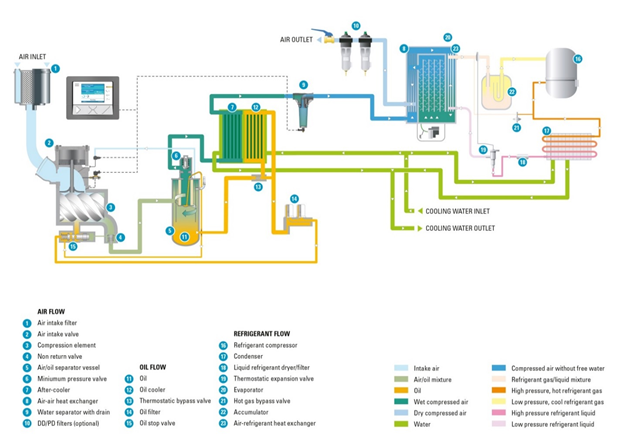 AIR INLET
AIR OUTLET
1
2
3
4
5
6
7
12
9
10
8
20
23
22
16
21
19
18
17
13
14
11
15
COOLING WATER INLET
COOLING WATER OUTLET
AIR FLOW
1 Air intake filter
2 Air intake valve
3 Compression element
4 Non return valve
5 Air/oil separator vessel
6 Miniumum pressure valve
7 After-cooler
8 Air-air heat exchanger
9 Water separator with drain
10 DD/PD filters (optional)
OIL FLOW
11 Oil
12 Oil cooler
13 Thermostatic bypass valve
14 Oil filter
15 Oil stop valve
REFRIGERANT FLOW
16 Refrigerant compressor
17 Condenser
18 Liquid refrigerant dryer/filter
19 Thermostatic expansion valve
20 Evaporator
21 Hot gas bypass valve
22 Accumulator
23 Air-refrigerant heat exchanger
Intake air
Air/oil mixture
Oil
Wet compressed air
Dry compressed air
Water
Compressed air without free water
Refrigerant gas/liquid mixture
High pressure, hot refrigerant gas
Low pressure, cool refrigerant gas
High pressure refrigerant liquid
Low pressure refrigerant liquid